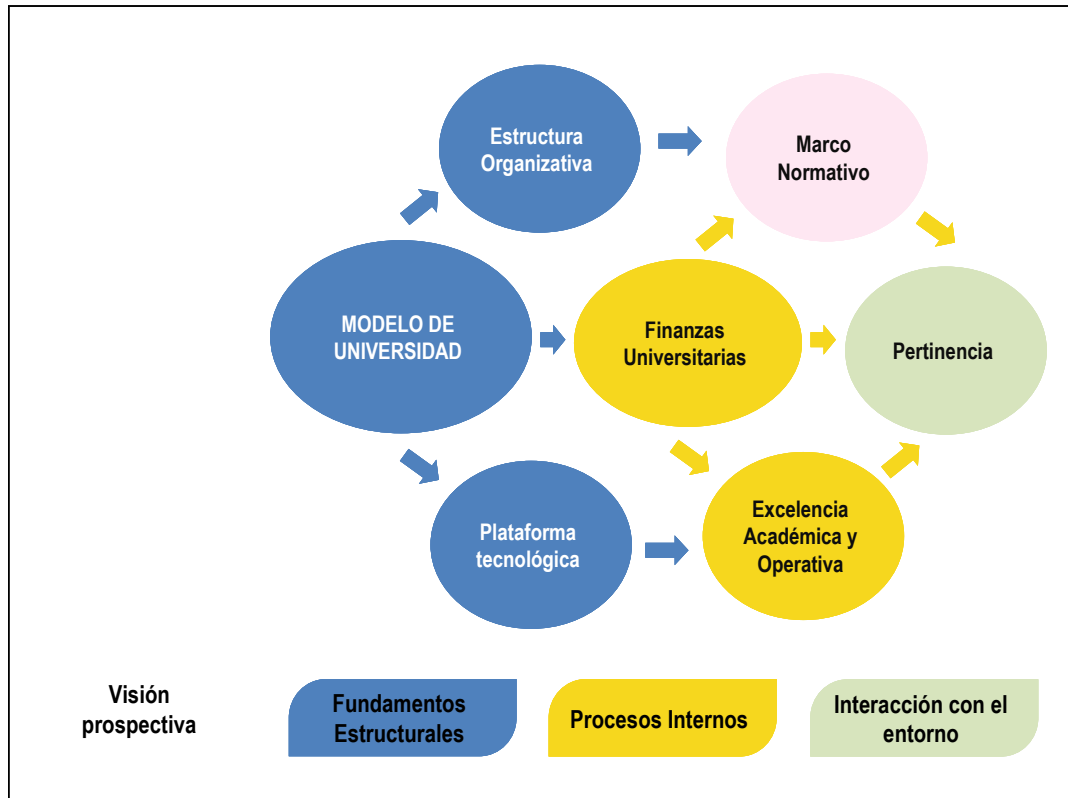 Estructura
Organizativa
Marco
Normativo
MODELO DE
UNIVERSIDAD
Finanzas
Universitarias
Pertinencia
Plataforma
tecnológica
Excelencia
Académica y
Operativa
Visión
prospectiva
Fundamentos
Estructurales
Procesos Internos
Interacción con el
entorno